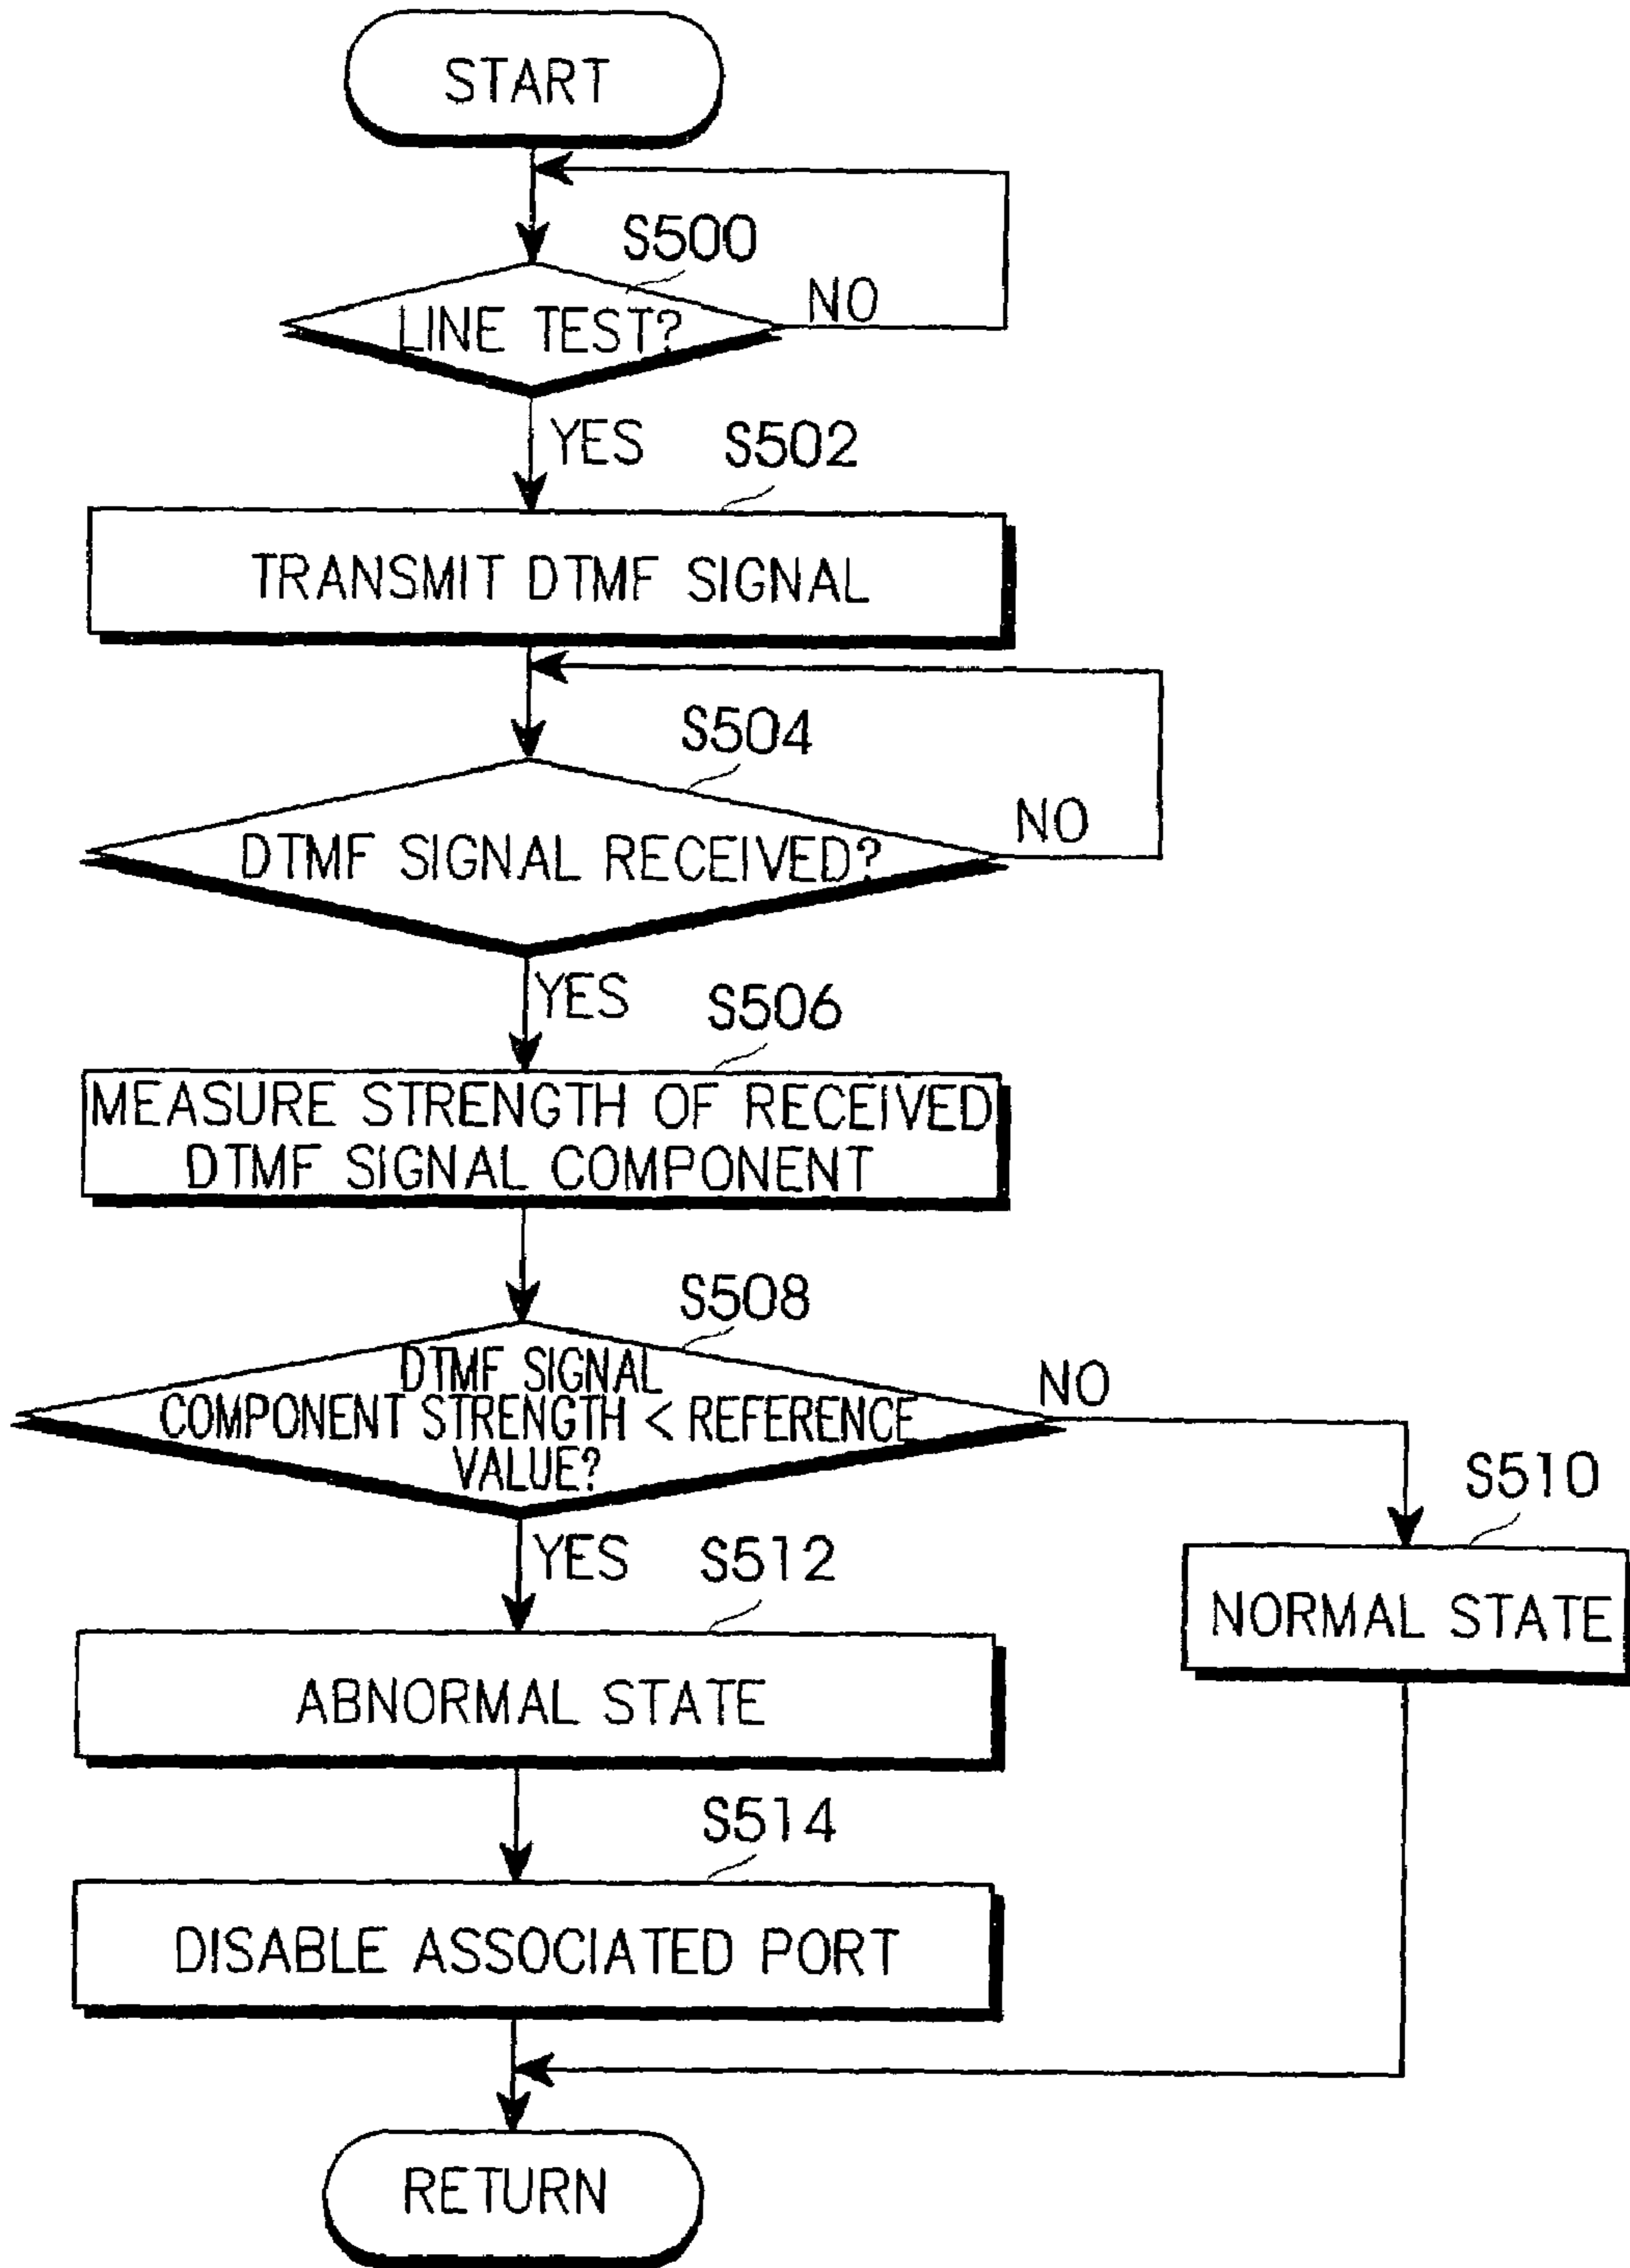 START
S500
LINE TEST?
NO
YES
S502
TRANSMIT DTMF SIGNAL
S504
DTMF SIGNAL RECEIVED?
NO
YES
S506
MEASURE STRENGTH OF RECEIVED
DTMF SIGNAL COMPONENT
S508
DTMF SIGNAL
COMPONENT STRENGTH < REFERENCE
VALUE?
NO
YES
S510
NORMAL STATE
S512
ABNORMAL STATE
S514
DISABLE ASSOCIATED PORT
RETURN